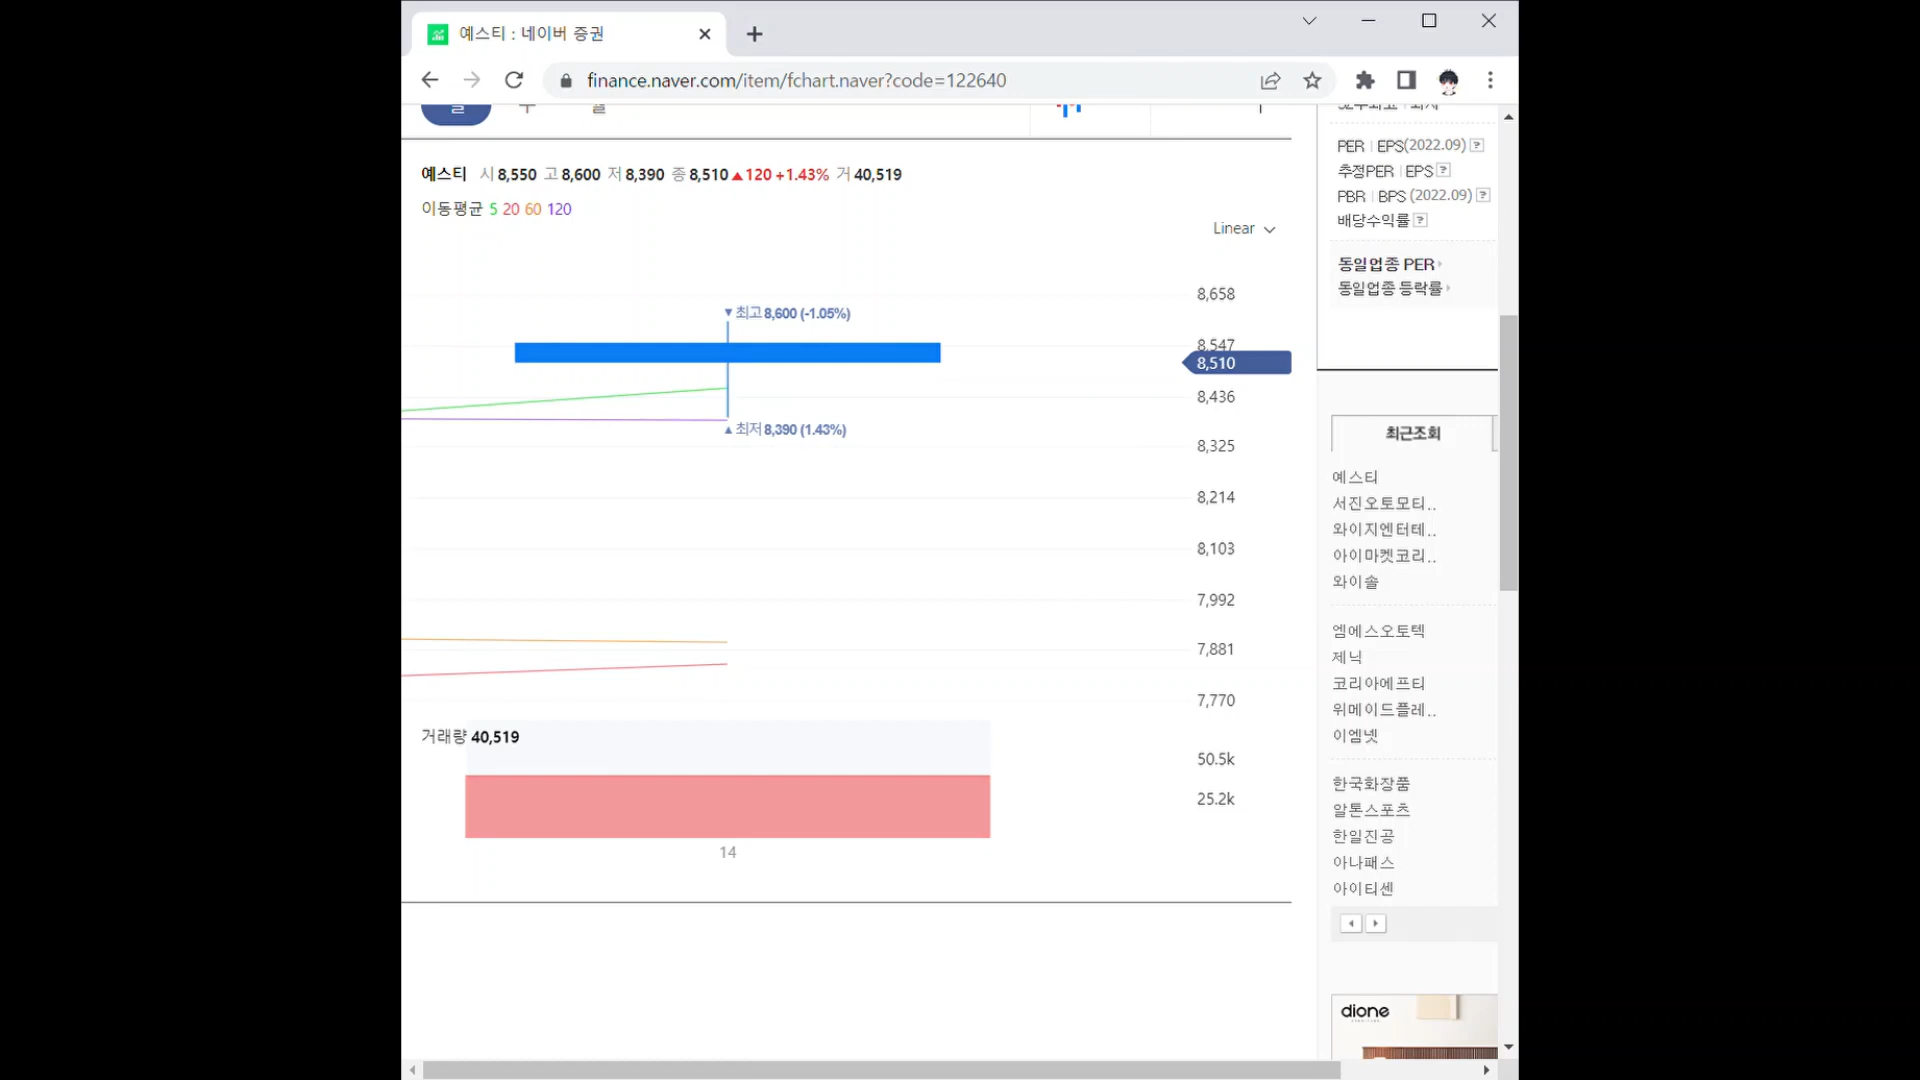 예스티 : 네이버 증권
finance.naver.com/item/fchart.naver?code=122640
예스티 시 8,550 고 8,600 저 8,390 종 8,510 ▲120 +1.43% 거 40,519
이동평균 5 20 60 120
Linear
8,658
▼최고 8,600 (-1.05%)
8,547
8,510
8,436
▲최저 8,390 (1.43%)
8,325
8,214
8,103
7,992
7,881
7,770
거래량 40,519
50.5k
25.2k
14
PER | EPS(2022.09) ?
추정PER | EPS ?
PBR | BPS (2022.09) ?
배당수익률 ?
동일업종 PER
동일업종 등락률
최근조회
예스티
서진오토모티..
와이지엔터테..
아이마켓코리..
와이솔
엠에스오토텍
제닉
코리아에프티
위메이드플레..
이엠넷
한국화장품
알톤스포츠
한일진공
아나패스
아이티센
dione